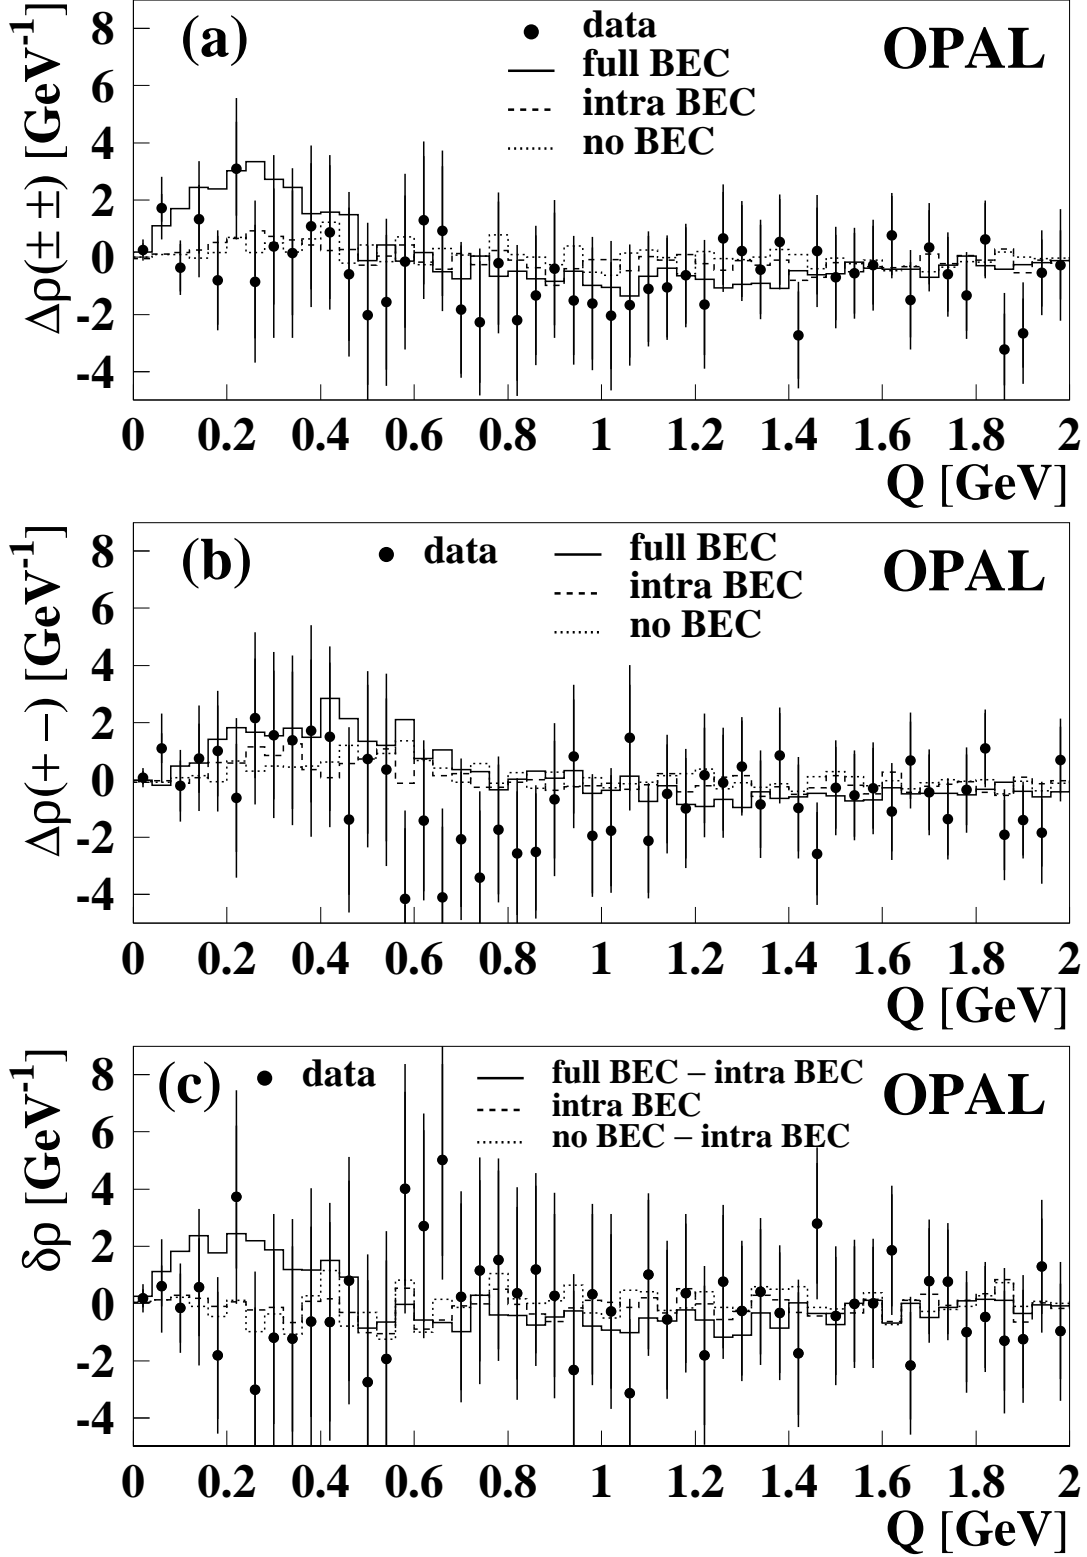 (a)
data
full BEC
intra BEC
no BEC
OPAL
Δρ(± ±) [GeV⁻¹]
8
6
4
2
0
-2
-4
0 0.2 0.4 0.6 0.8 1 1.2 1.4 1.6 1.8 2
Q [GeV]
(b)
data
full BEC
intra BEC
no BEC
OPAL
Δρ(+ −) [GeV⁻¹]
8
6
4
2
0
-2
-4
0 0.2 0.4 0.6 0.8 1 1.2 1.4 1.6 1.8 2
Q [GeV]
(c)
data
full BEC – intra BEC
intra BEC
no BEC – intra BEC
OPAL
δρ [GeV⁻¹]
8
6
4
2
0
-2
-4
0 0.2 0.4 0.6 0.8 1 1.2 1.4 1.6 1.8 2
Q [GeV]